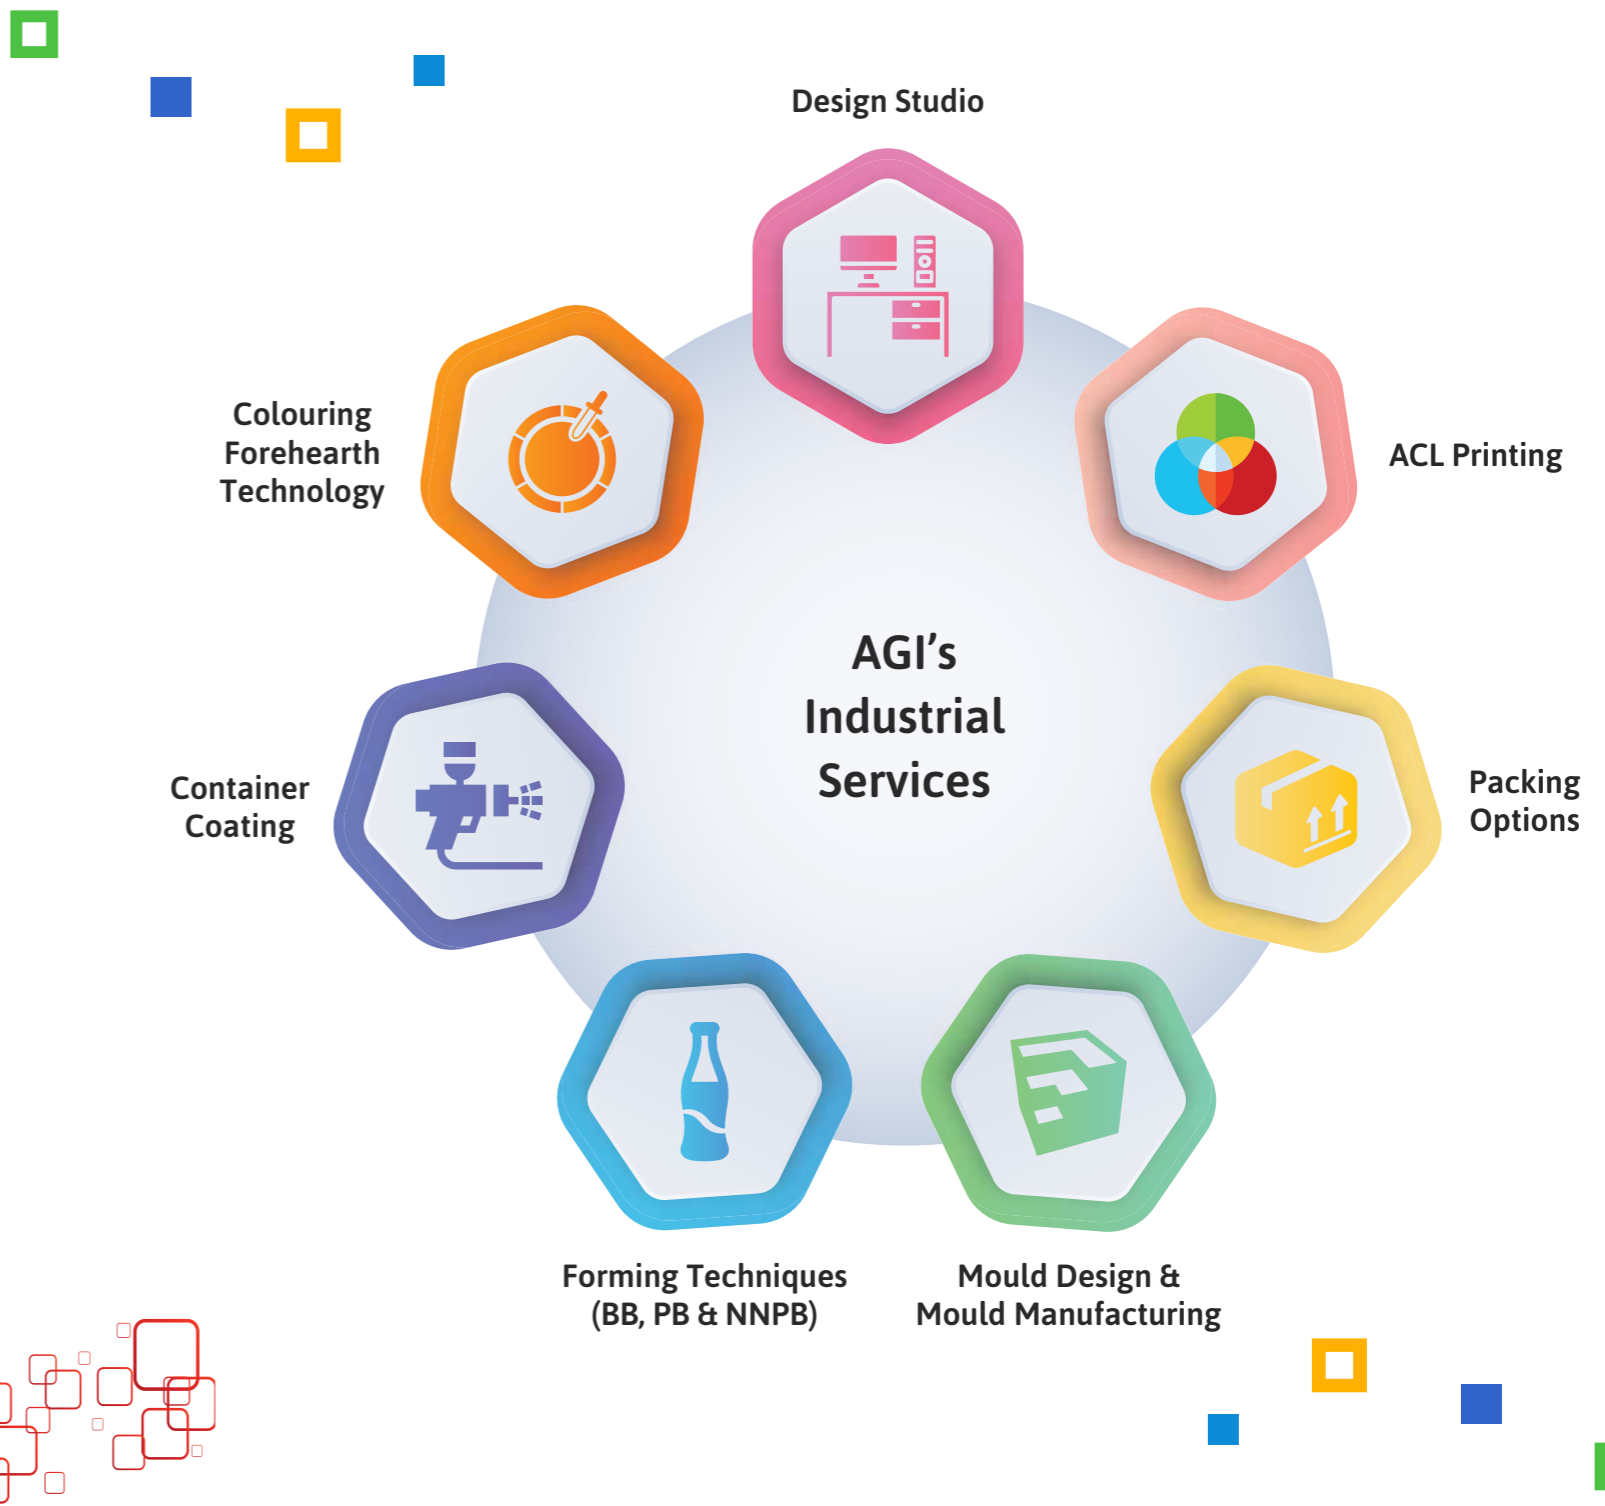 Design Studio
ACL Printing
Packing
Options
Mould Design &
Mould Manufacturing
Forming Techniques
(BB, PB & NNPB)
Container
Coating
Colouring
Forehearth
Technology
AGI’s
Industrial
Services